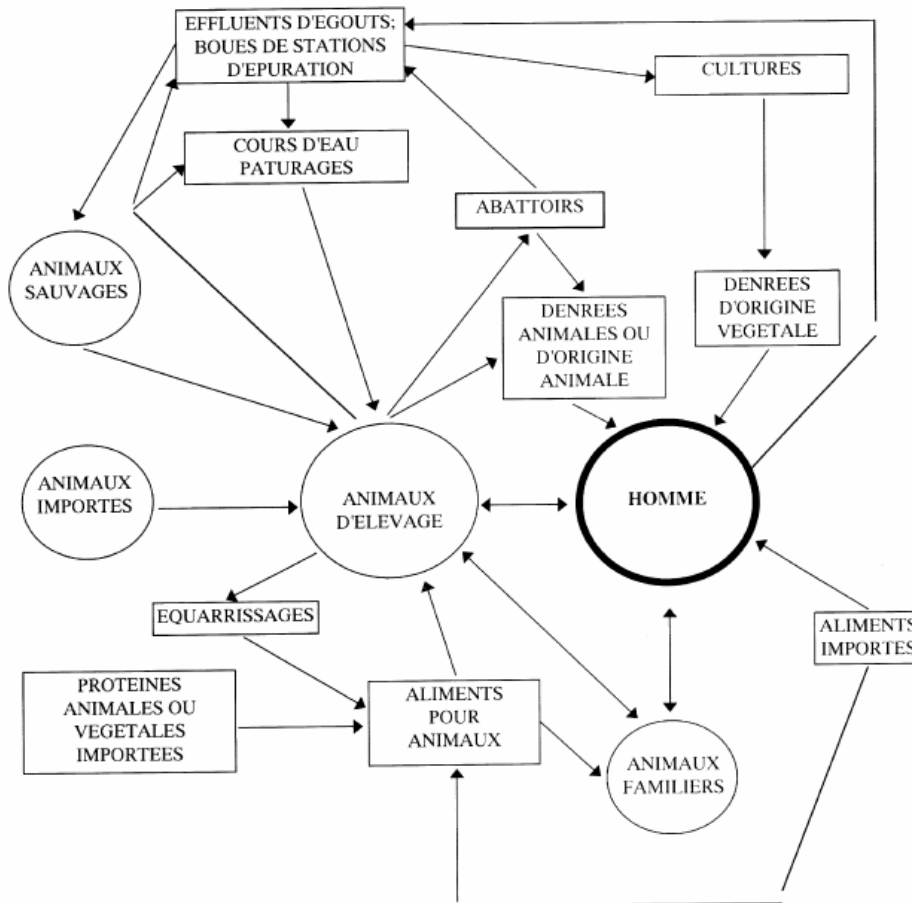 EFFLUENTS D'EGOUTS;
BOUES DE STATIONS
D'EPURATION
CULTURES
COURS D'EAU
PATURAGES
ABATTOIRS
ANIMAUX
SAUVAGES
DENREES
ANIMALES OU
D'ORIGINE
ANIMALE
DENREES
D'ORIGINE
VEGETALE
ANIMAUX
IMPORTES
ANIMAUX
D'ELEVAGE
HOMME
EQUARRISSAGES
ALIMENTS
IMPORTES
PROTEINES
ANIMALES OU
VEGETALES
IMPORTEES
ALIMENTS
POUR
ANIMAUX
ANIMAUX
FAMILIERS